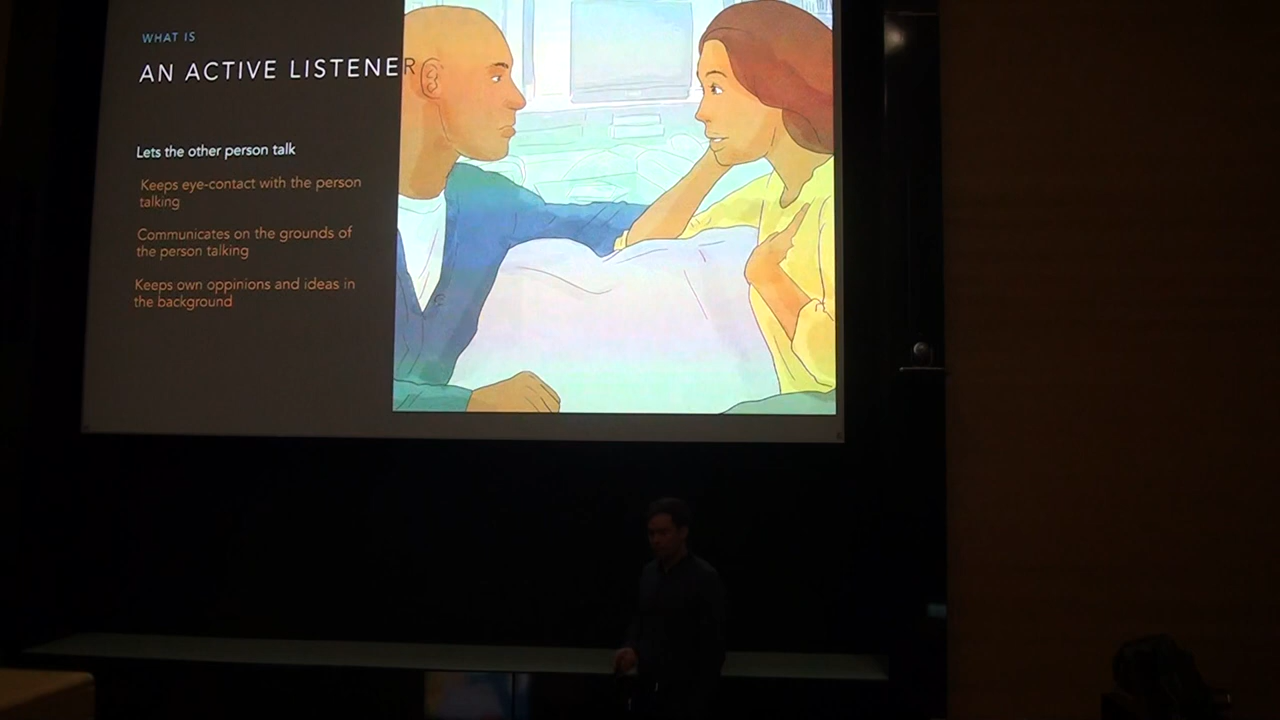 WHAT IS
AN ACTIVE LISTENER
Lets the other person talk
Keeps eye-contact with the person
talking
Communicates on the grounds of
the person talking
Keeps own oppinions and ideas in
the background